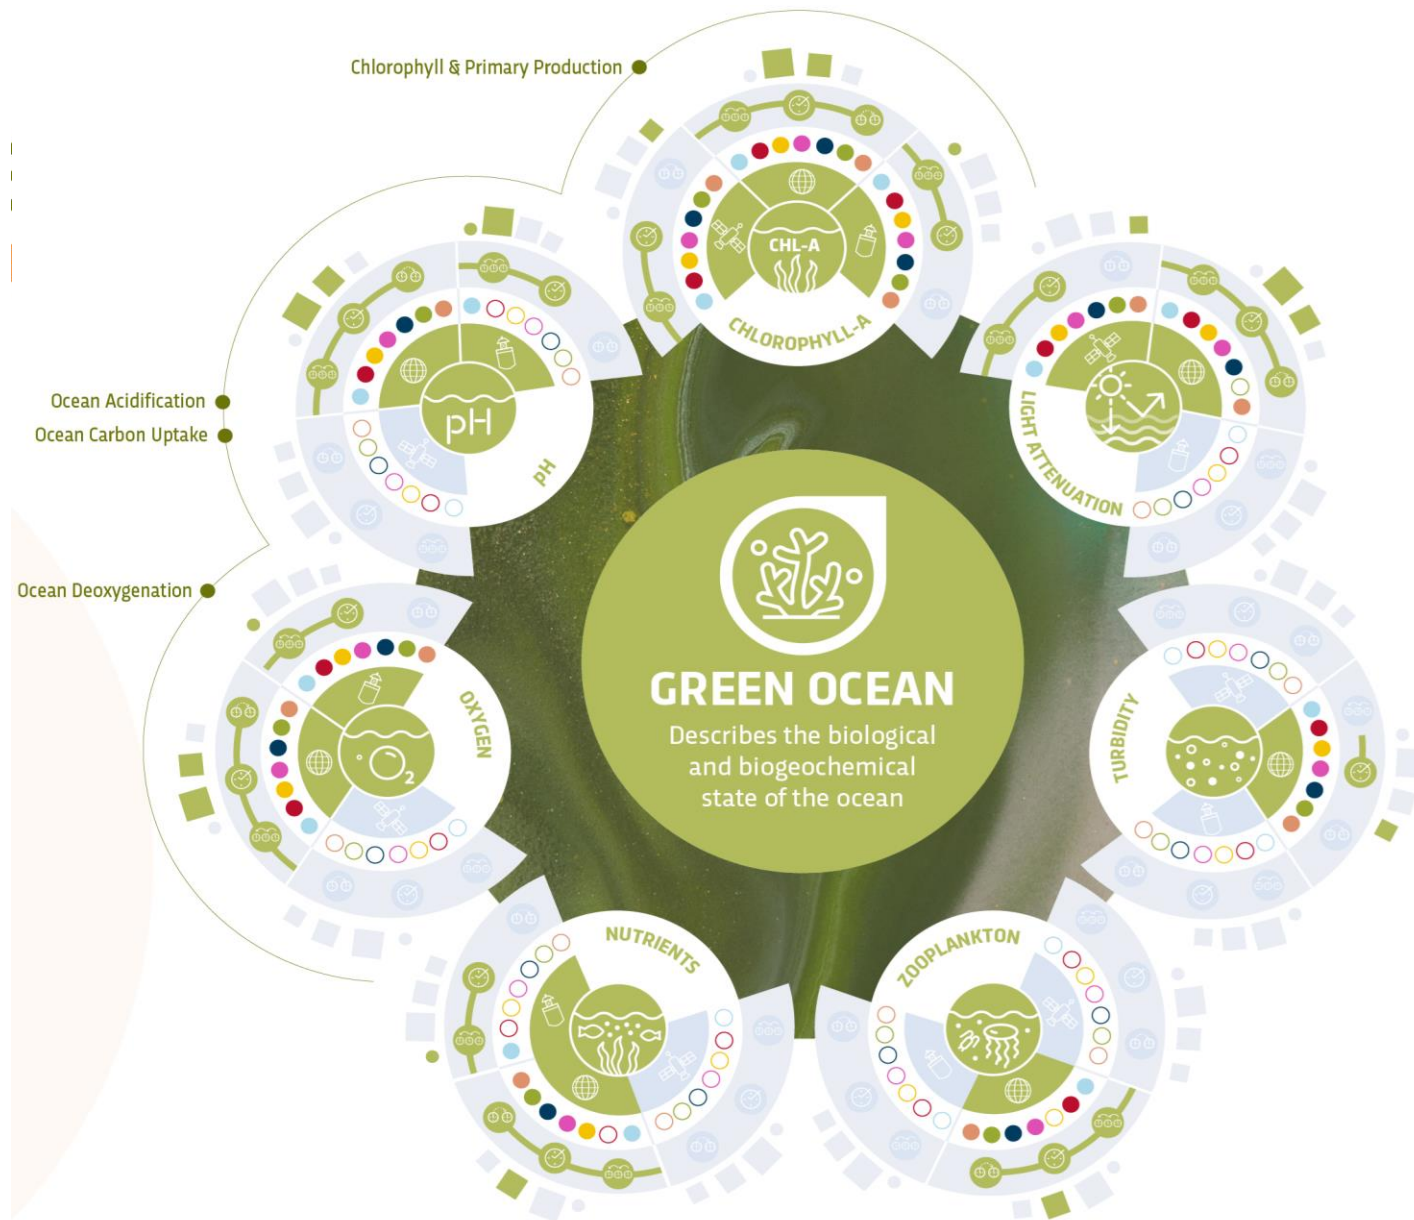 Chlorophyll & Primary Production
CHL-A
CHLOROPHYLL-A
pH
pH
LIGHT ATTENUATION
Ocean Acidification
Ocean Carbon Uptake
Ocean Deoxygenation
2
OXYGEN
TURBIDITY
GREEN OCEAN
Describes the biological
and biogeochemical
state of the ocean
NUTRIENTS
ZOOPLANKTON